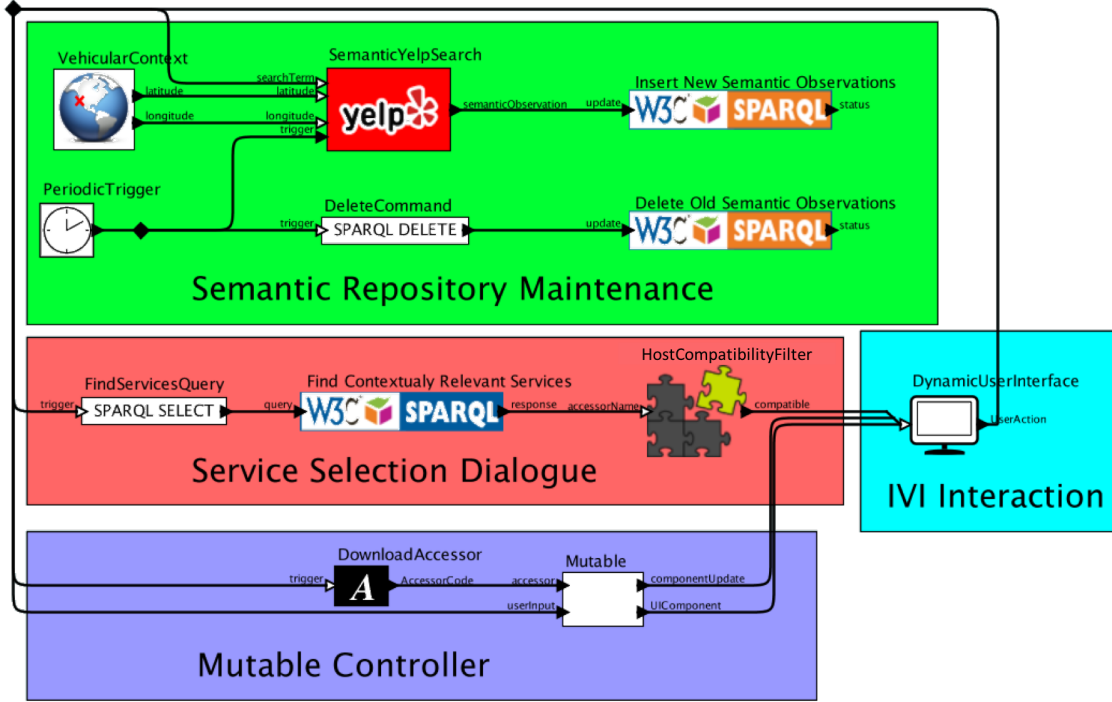 VehicularContext
SemanticYelpSearch
searchTerm
latitude
latitude
longitude
longitude
trigger
yelp
semanticObservation
update
Insert New Semantic Observations
W3C SPARQL
status
PeriodicTrigger
DeleteCommand
trigger
SPARQL DELETE
update
Delete Old Semantic Observations
W3C SPARQL
status
Semantic Repository Maintenance
FindServicesQuery
trigger
SPARQL SELECT
query
Find Contextualy Relevant Services
W3C SPARQL
response
accessorName
HostCompatibilityFilter
compatible
Service Selection Dialogue
DynamicUserInterface
UserAction
IVI Interaction
DownloadAccessor
trigger
A
AccessorCode
accessor
userInput
Mutable
componentUpdate
UIComponent
Mutable Controller